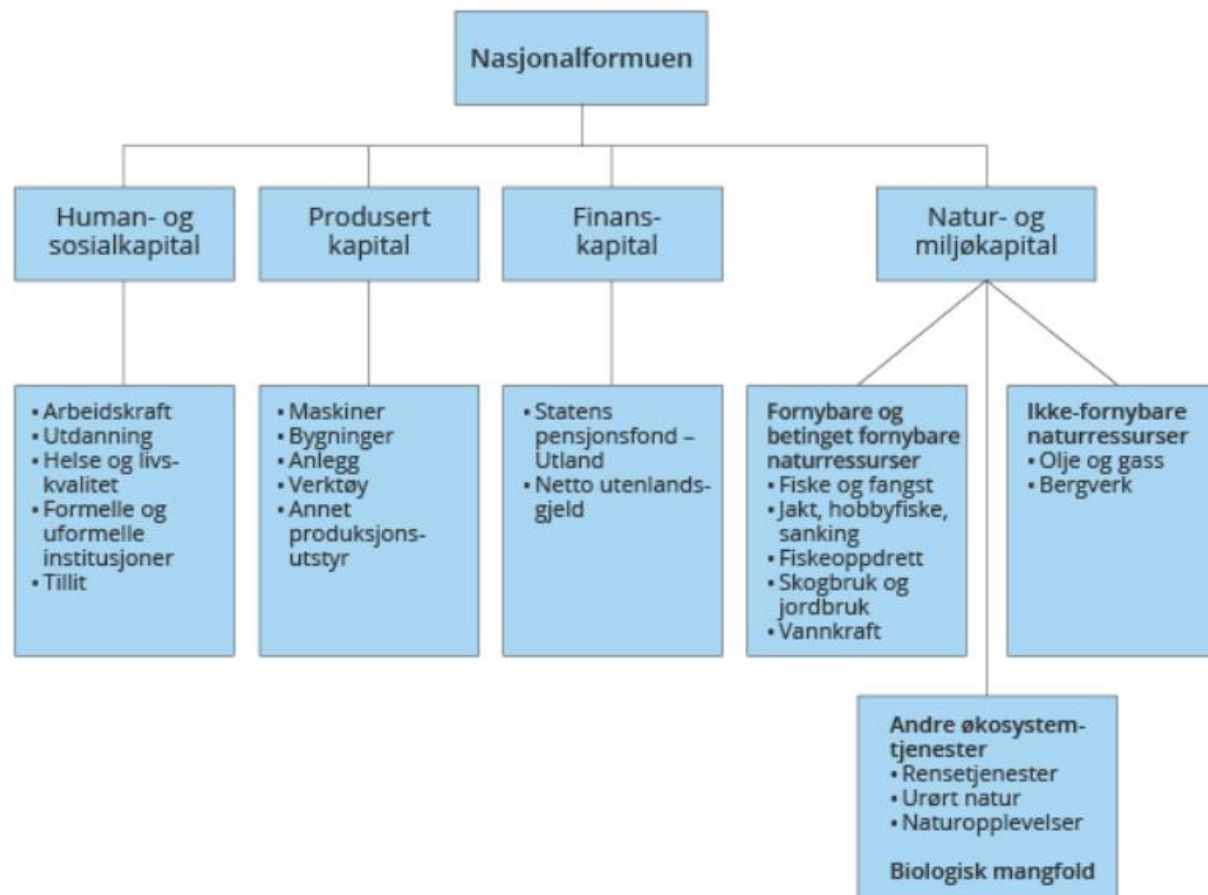 Nasjonalformuen
Human- og
sosialkapital
Produsert
kapital
Finans-
kapital
Natur- og
miljøkapital
▪ Arbeidskraft
▪ Utdanning
▪ Helse og livs-
kvalitet
▪ Formelle og
uformelle
institusjoner
▪ Tillit
▪ Maskiner
▪ Bygninger
▪ Anlegg
▪ Verktøy
▪ Annet
produksjons-
utstyr
▪ Statens
pensjonsfond –
Utland
▪ Netto utenlands-
gjeld
Fornybare og
betinget fornybare
naturressurser
▪ Fiske og fangst
▪ Jakt, hobbyfiske,
sanking
▪ Fiskeoppdrett
▪ Skogbruk og
jordbruk
▪ Vannkraft
Ikke-fornybare
naturressurser
▪ Olje og gass
▪ Bergverk
Andre økosystem-
tjenester
▪ Rensetjenester
▪ Urørt natur
▪ Naturopplevelser
Biologisk mangfold